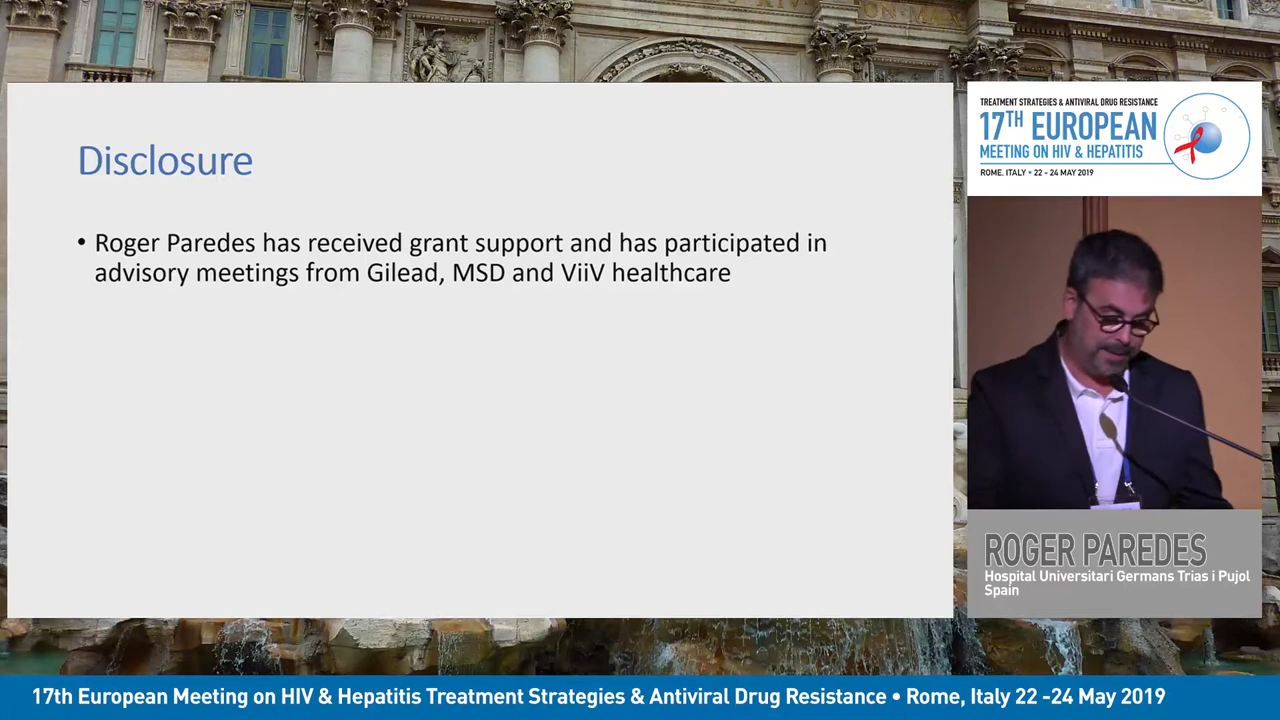 Disclosure
• Roger Paredes has received grant support and has participated in
advisory meetings from Gilead, MSD and ViiV healthcare
TREATMENT STRATEGIES & ANTIVIRAL DRUG RESISTANCE
17TH EUROPEAN
MEETING ON HIV & HEPATITIS
ROME, ITALY • 22 - 24 MAY 2019
ROGER PAREDES
Hospital Universitari Germans Trias i Pujol
Spain
17th European Meeting on HIV & Hepatitis Treatment Strategies & Antiviral Drug Resistance • Rome, Italy 22 -24 May 2019